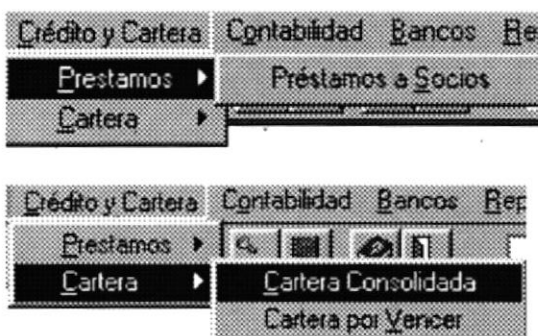 Crédito y Cartera Contabilidad Bancos Re
Prestamos Préstamos a Socios
Cartera
Crédito y Cartera Contabilidad Bancos Rep
Prestamos
Cartera Cartera Consolidada
Cartera por Vencer